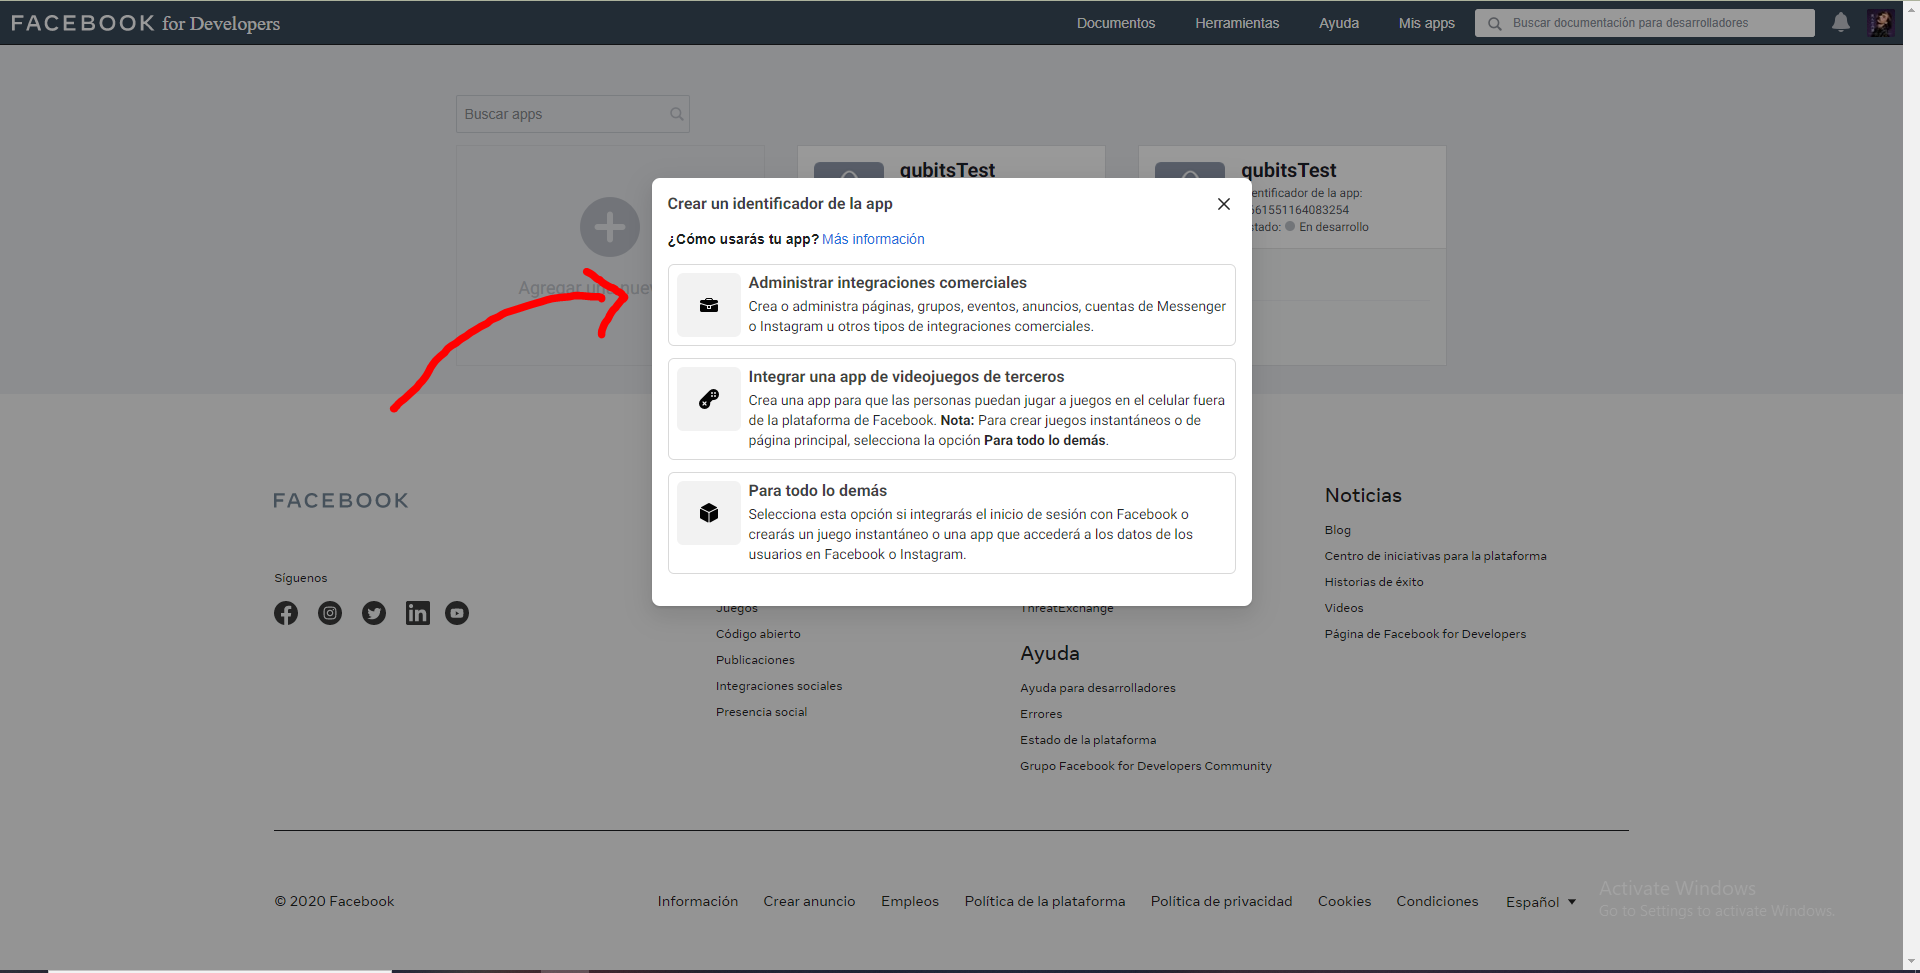 FACEBOOK for Developers
Documentos
Herramientas
Ayuda
Mis apps
Buscar documentación para desarrolladores
Buscar apps
Agregar una nue
qubitsTest
qubitsTest
entificador de la app:
661551164083254
stado: En desarrollo
Crear un identificador de la app
¿Cómo usarás tu app? Más información
Administrar integraciones comerciales
Crea o administra páginas, grupos, eventos, anuncios, cuentas de Messenger
o Instagram u otros tipos de integraciones comerciales.
Integrar una app de videojuegos de terceros
Crea una app para que las personas puedan jugar a juegos en el celular fuera
de la plataforma de Facebook. Nota: Para crear juegos instantáneos o de
página principal, selecciona la opción Para todo lo demás.
Para todo lo demás
Selecciona esta opción si integrarás el inicio de sesión con Facebook o
crearás un juego instantáneo o una app que accederá a los datos de los
usuarios en Facebook o Instagram.
FACEBOOK
Síguenos
Juegos
Código abierto
Publicaciones
Integraciones sociales
Presencia social
ThreatExchange
Ayuda
Ayuda para desarrolladores
Errores
Estado de la plataforma
Grupo Facebook for Developers Community
Noticias
Blog
Centro de iniciativas para la plataforma
Historias de éxito
Videos
Página de Facebook for Developers
© 2020 Facebook
Información
Crear anuncio
Empleos
Política de la plataforma
Política de privacidad
Cookies
Condiciones
Español
Activate Windows
Go to Settings to activate Windows.